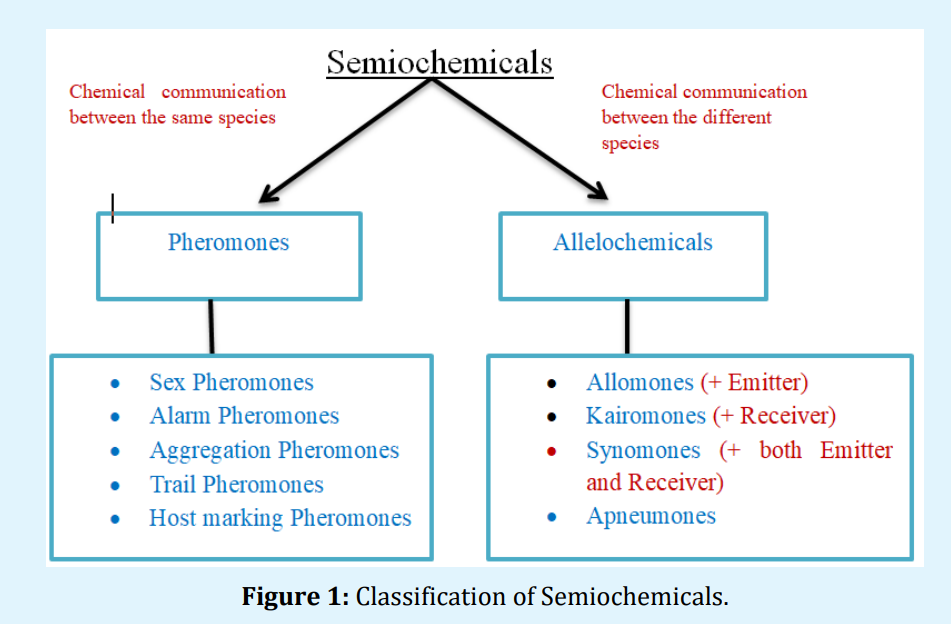 Semiochemicals
Chemical communication
between the same species
Chemical communication
between the different
species
Pheromones
Allelochemicals
• Sex Pheromones
• Alarm Pheromones
• Aggregation Pheromones
• Trail Pheromones
• Host marking Pheromones
• Allomones (+ Emitter)
• Kairomones (+ Receiver)
• Synomones (+ both Emitter
and Receiver)
• Apneumones
Figure 1: Classification of Semiochemicals.